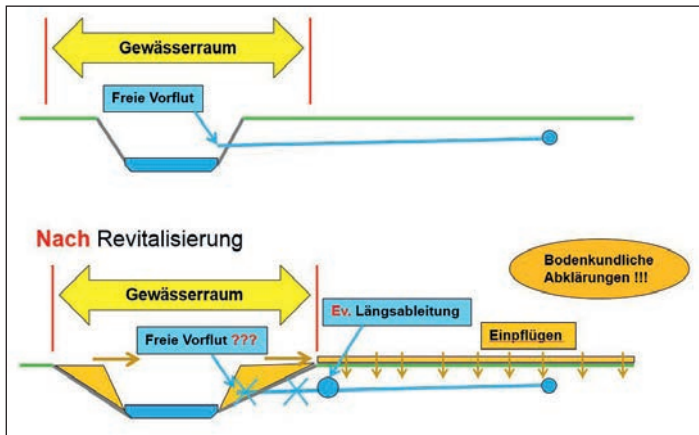 Gewässerraum
Freie Vorflut
Nach Revitalisierung
Bodenkundliche
Abklärungen !!!
Gewässerraum
Ev. Längsableitung
Freie Vorflut ???
Einpflügen